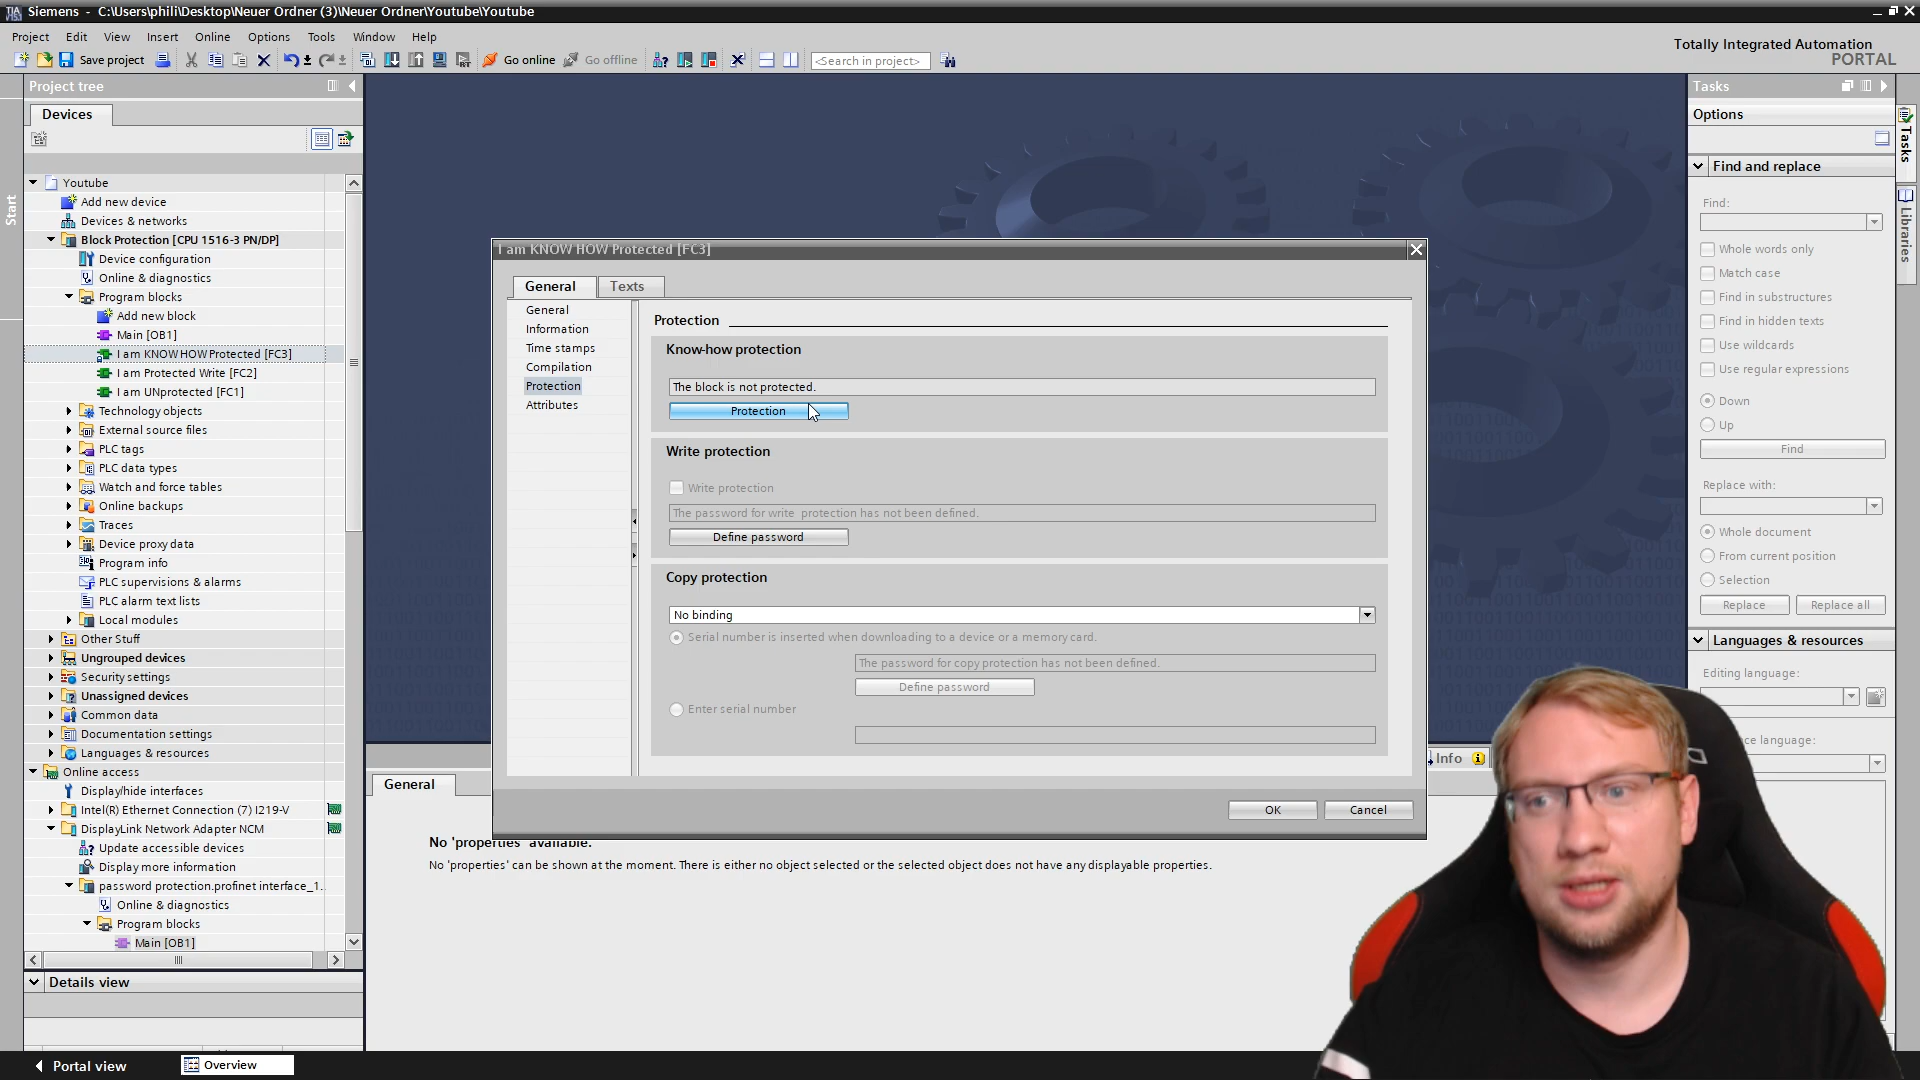 Siemens - C:\Users\phili\Desktop\Neuer Ordner (3)\Neuer Ordner\Youtube\Youtube
Project Edit View Insert Online Options Tools Window Help
Totally Integrated Automation
PORTAL
Save project
Go online
Go offline
<Search in project>
Project tree
Devices
Start
Youtube
Add new device
Devices & networks
Block Protection [CPU 1516-3 PN/DP]
Device configuration
Online & diagnostics
Program blocks
Add new block
Main [OB1]
I am KNOW HOW Protected [FC3]
I am Protected Write [FC2]
I am UNprotected [FC1]
Technology objects
External source files
PLC tags
PLC data types
Watch and force tables
Online backups
Traces
Device proxy data
Program info
PLC supervisions & alarms
PLC alarm text lists
Local modules
Other Stuff
Ungrouped devices
Security settings
Unassigned devices
Common data
Documentation settings
Languages & resources
Online access
Display/hide interfaces
Intel(R) Ethernet Connection (7) I219-V
DisplayLink Network Adapter NCM
Update accessible devices
Display more information
password protection.profinet interface_1.
Online & diagnostics
Program blocks
Main [OB1]
Details view
Portal view
Overview
I am KNOW HOW Protected [FC3]
General Texts
General
Information
Time stamps
Compilation
Protection
Attributes
Protection
Know-how protection
The block is not protected.
Protection
Write protection
Write protection
The password for write protection has not been defined.
Define password
Copy protection
No binding
Serial number is inserted when downloading to a device or a memory card.
The password for copy protection has not been defined.
Define password
Enter serial number
OK Cancel
General
Info
No 'properties' available.
No 'properties' can be shown at the moment. There is either no object selected or the selected object does not have any displayable properties.
Tasks
Options
Find and replace
Find:
Whole words only
Match case
Find in substructures
Find in hidden texts
Use wildcards
Use regular expressions
Down
Up
Find
Replace with:
Whole document
From current position
Selection
Replace Replace all
Languages & resources
Editing language:
ce language:
Tasks
Libraries